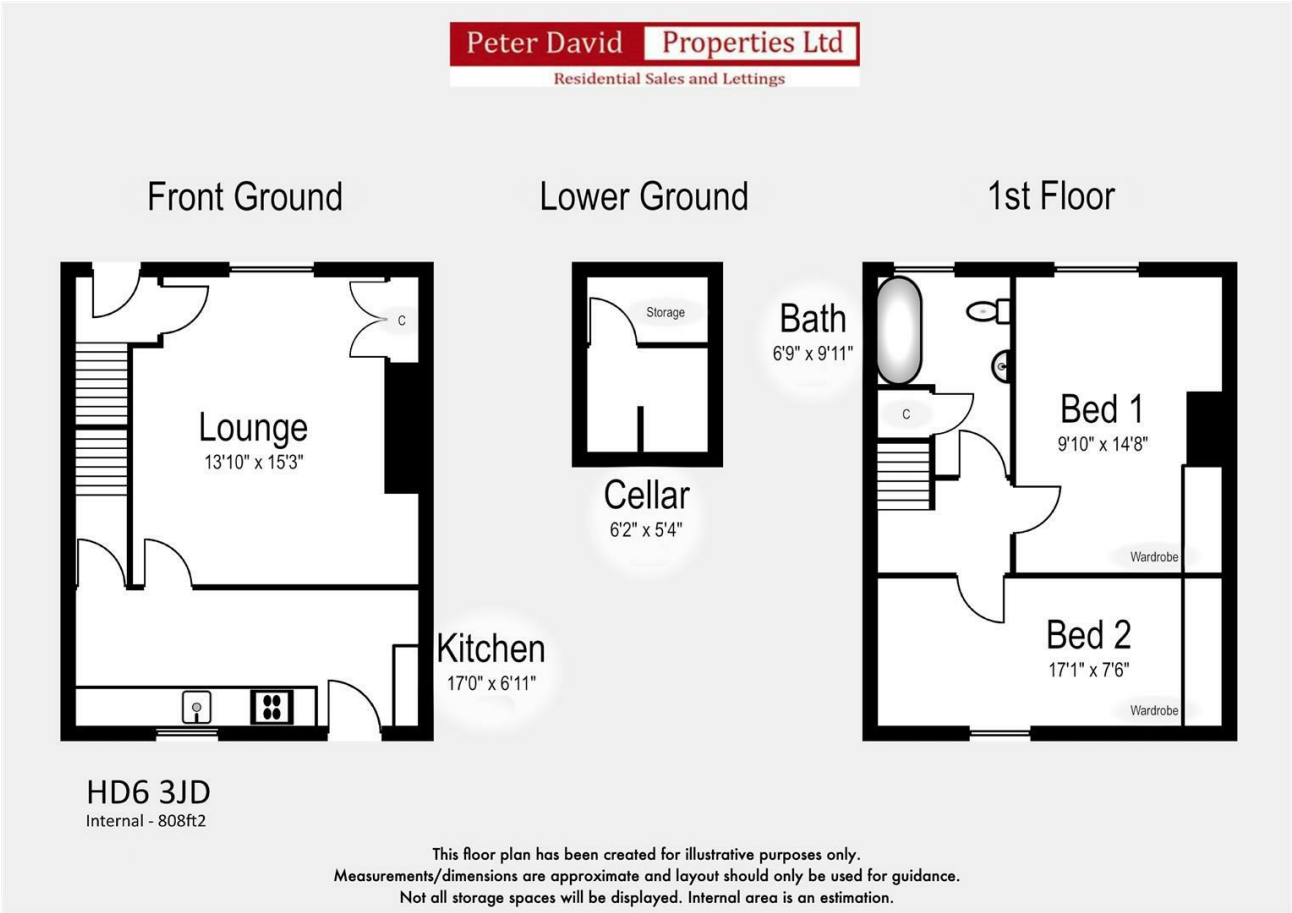 Peter David Properties Ltd
Residential Sales and Lettings
Front Ground
Lower Ground
1st Floor
C
Lounge
13'10" x 15'3"
Kitchen
17'0" x 6'11"
Storage
Cellar
6'2" x 5'4"
Bath
6'9" x 9'11"
C
Bed 1
9'10" x 14'8"
Wardrobe
Bed 2
17'1" x 7'6"
Wardrobe
HD6 3JD
Internal - 808ft2
This floor plan has been created for illustrative purposes only.
Measurements/dimensions are approximate and layout should only be used for guidance.
Not all storage spaces will be displayed. Internal area is an estimation.